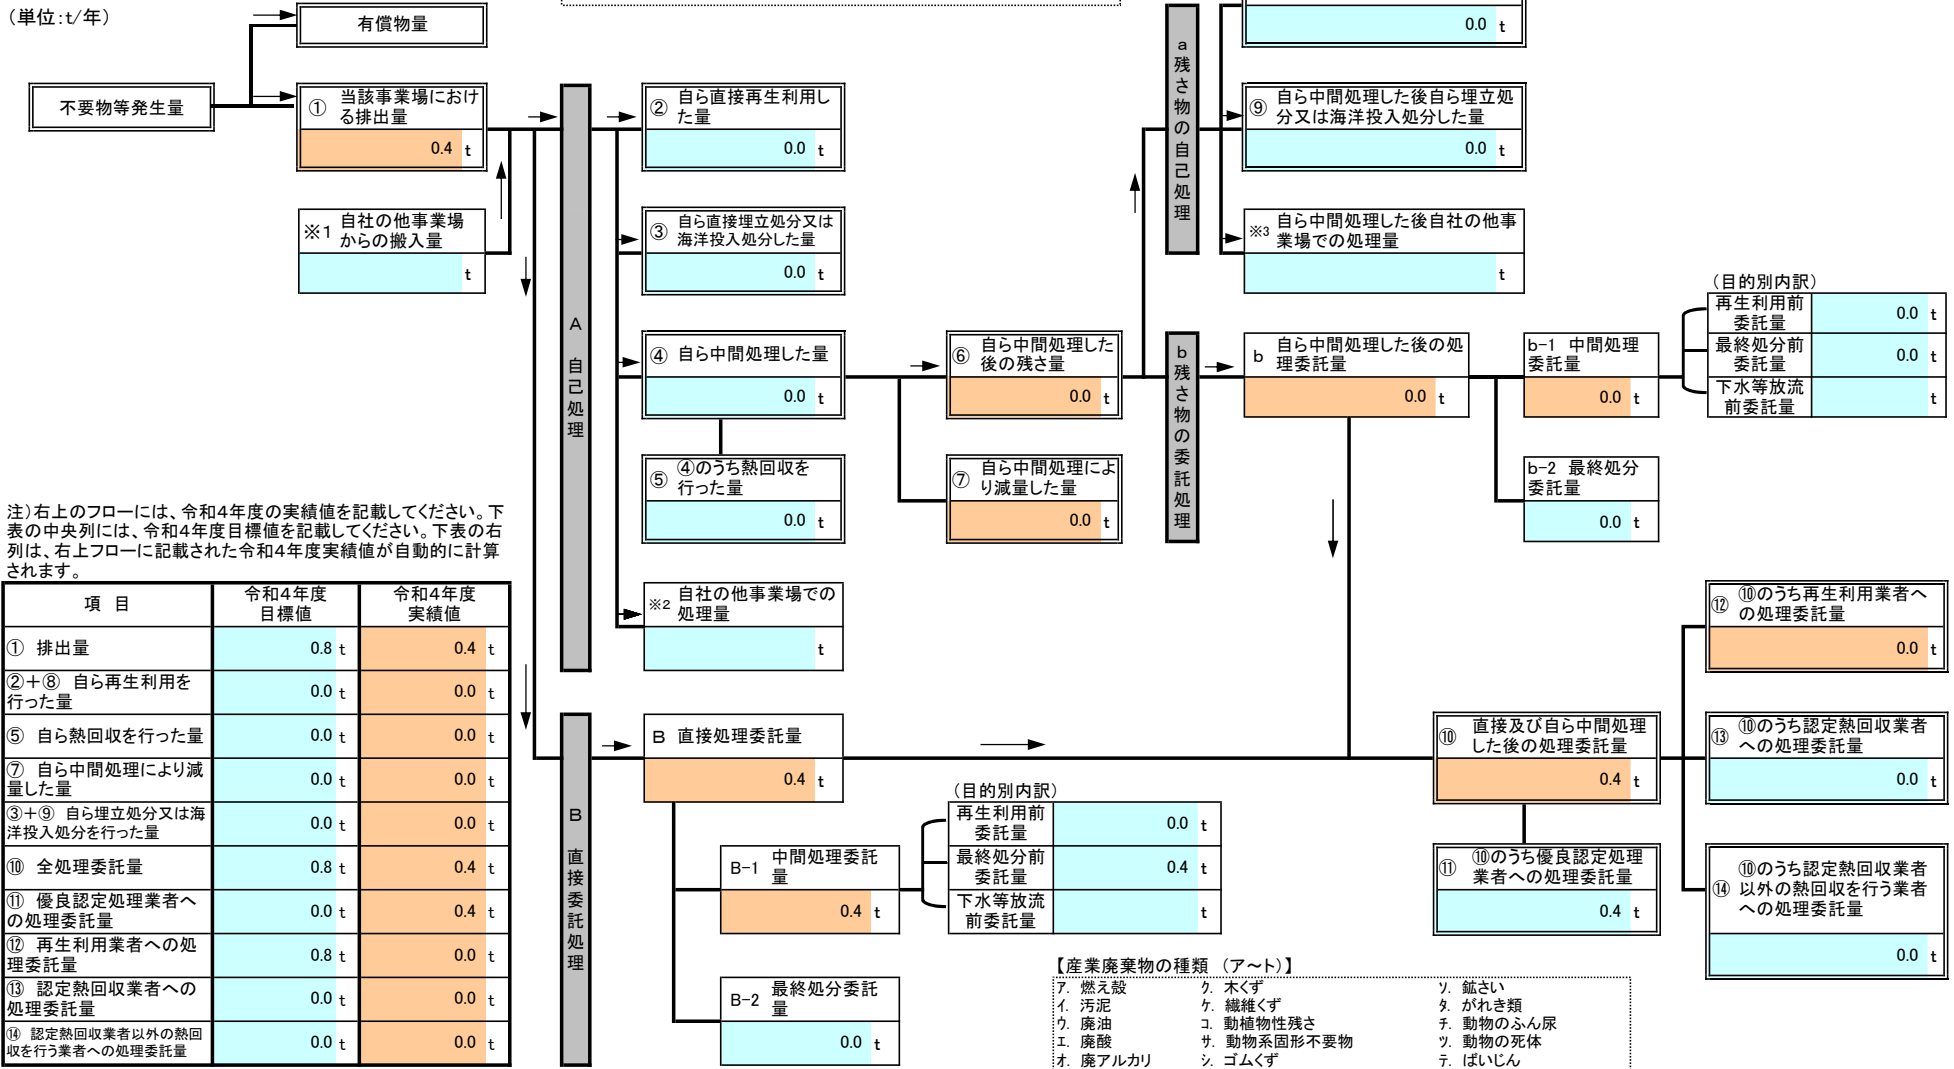 （単位：t/年）
有償物量
不要物等発生量
① 当該事業場におけ
る排出量
0.4 t
※1 自社の他事業場
からの搬入量
t
A 自己処理
② 自ら直接再生利用し
た量
0.0 t
③ 自ら直接埋立処分又は
海洋投入処分した量
0.0 t
④ 自ら中間処理した量
0.0 t
⑤ ④のうち熱回収を
行った量
0.0 t
※2 自社の他事業場での
処理量
t
⑥ 自ら中間処理した
後の残さ量
0.0 t
⑦ 自ら中間処理によ
り減量した量
0.0 t
a 残さ物の自己処理
0.0 t
⑨ 自ら中間処理した後自ら埋立処
分又は海洋投入処分した量
0.0 t
※3 自ら中間処理した後自社の他事
業場での処理量
t
b 残さ物の委託処理
b 自ら中間処理した後の処
理委託量
0.0 t
b-1 中間処理
委託量
0.0 t
b-2 最終処分
委託量
0.0 t
（目的別内訳）
再生利用前
委託量
0.0 t
最終処分前
委託量
0.0 t
下水等放流
前委託量
t
注）右上のフローには、令和4年度の実績値を記載してください。下
表の中央列には、令和4年度目標値を記載してください。下表の右
列は、右上フローに記載された令和4年度実績値が自動的に計算
されます。
項 目 令和4年度
目標値 令和4年度
実績値
① 排出量 0.8 t 0.4 t
②＋⑧ 自ら再生利用を
行った量 0.0 t 0.0 t
⑤ 自ら熱回収を行った量 0.0 t 0.0 t
⑦ 自ら中間処理により減
量した量 0.0 t 0.0 t
③＋⑨ 自ら埋立処分又は海
洋投入処分を行った量 0.0 t 0.0 t
⑩ 全処理委託量 0.8 t 0.4 t
⑪ 優良認定処理業者へ
の処理委託量 0.0 t 0.4 t
⑫ 再生利用業者への処
理委託量 0.8 t 0.0 t
⑬ 認定熱回収業者への
処理委託量 0.0 t 0.0 t
⑭ 認定熱回収業者以外の熱回
収を行う業者への処理委託量 0.0 t 0.0 t
B 直接委託処理
B 直接処理委託量
0.4 t
B-1 中間処理委託
量
0.4 t
B-2 最終処分委託
量
0.0 t
（目的別内訳）
再生利用前
委託量
0.0 t
最終処分前
委託量
0.4 t
下水等放流
前委託量
t
⑩ 直接及び自ら中間処理
した後の処理委託量
0.4 t
⑪ ⑩のうち優良認定処理
業者への処理委託量
0.4 t
⑫ ⑩のうち再生利用業者へ
の処理委託量
0.0 t
⑬ ⑩のうち認定熱回収業者
への処理委託量
0.0 t
⑭ ⑩のうち認定熱回収業者
以外の熱回収を行う業者
への処理委託量
0.0 t
【産業廃棄物の種類 （ア～ト）】
ア. 燃え殻 ク. 木くず ソ. 鉱さい
イ. 汚泥 ケ. 繊維くず タ. がれき類
ウ. 廃油 コ. 動植物性残さ チ. 動物のふん尿
エ. 廃酸 サ. 動物系固形不要物 ツ. 動物の死体
オ. 廃アルカリ シ. ゴムくず テ. ばいじん